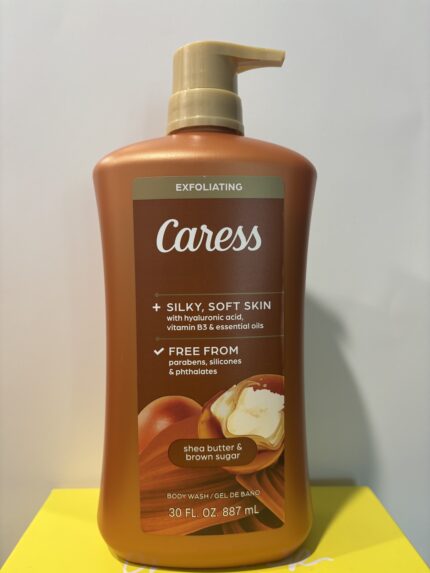 EXFOLIATING
Caress
+ SILKY, SOFT SKIN
with hyaluronic acid,
vitamin B3 & essential oils
✓ FREE FROM
parabens, silicones
& phthalates
shea butter &
brown sugar
BODY WASH / GEL DE BAÑO
30 FL. OZ. 887 mL